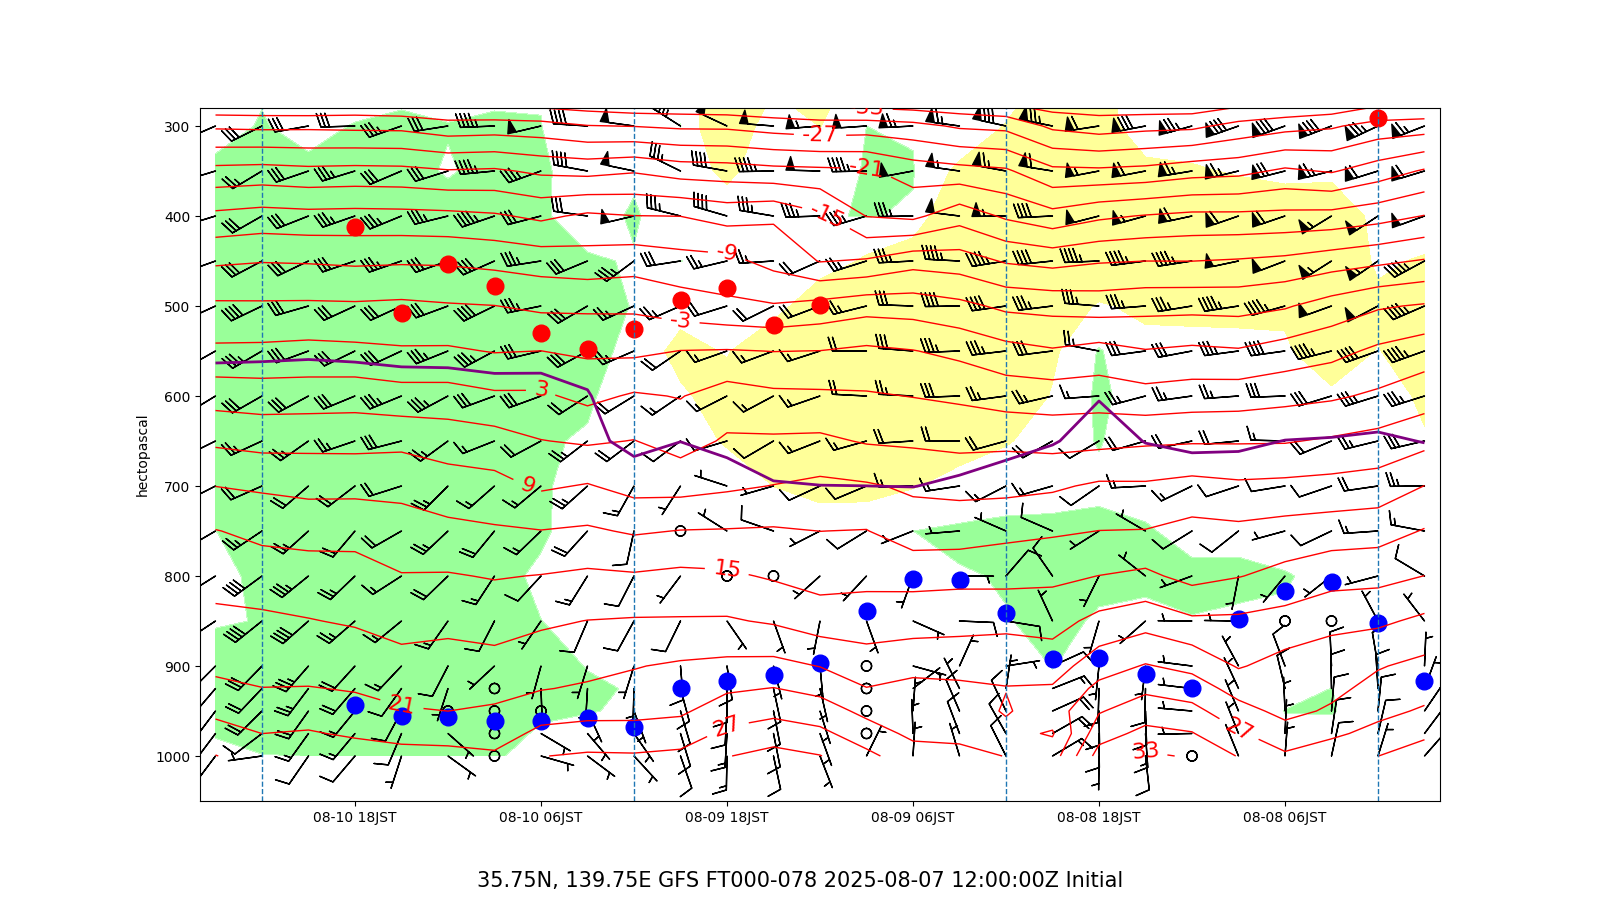 -33
300
-27
-21
400
-15
-9
500
-3
600
3
700
9
15
800
900
21
27
27
33
1000
hectopascal
08-10 18JST
08-10 06JST
08-09 18JST
08-09 06JST
08-08 18JST
08-08 06JST
35.75N, 139.75E GFS FT000-078 2025-08-07 12:00:00Z Initial